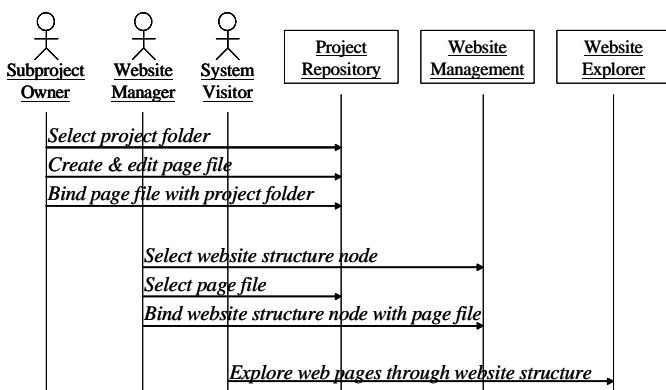 Subproject
Owner
Website
Manager
System
Visitor
Project
Repository
Website
Management
Website
Explorer
Select project folder
Create & edit page file
Bind page file with project folder
Select website structure node
Select page file
Bind website structure node with page file
Explore web pages through website structure